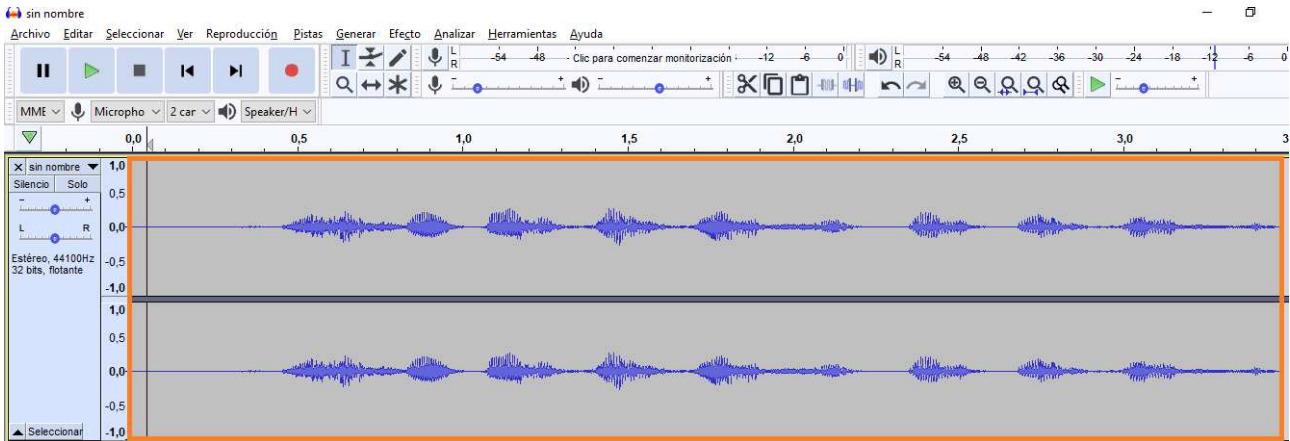 sin nombre
Archivo Editar Seleccionar Ver Reproducción Pistas Generar Efecto Analizar Herramientas Ayuda
L R -54 -48 - Clic para comenzar monitorización -12 -6 0 L R -54 -48 -42 -36 -30 -24 -18 -12 -6 0
- + - + - +
MME Micropho 2 car Speaker/H
0,0 0,5 1,0 1,5 2,0 2,5 3,0 3
sin nombre 1,0
Silencio Solo 0,5
- +
L R 0,0
Estéreo, 44100Hz -0,5
32 bits, flotante
-1,0
1,0
0,5
0,0
-0,5
Seleccionar -1,0